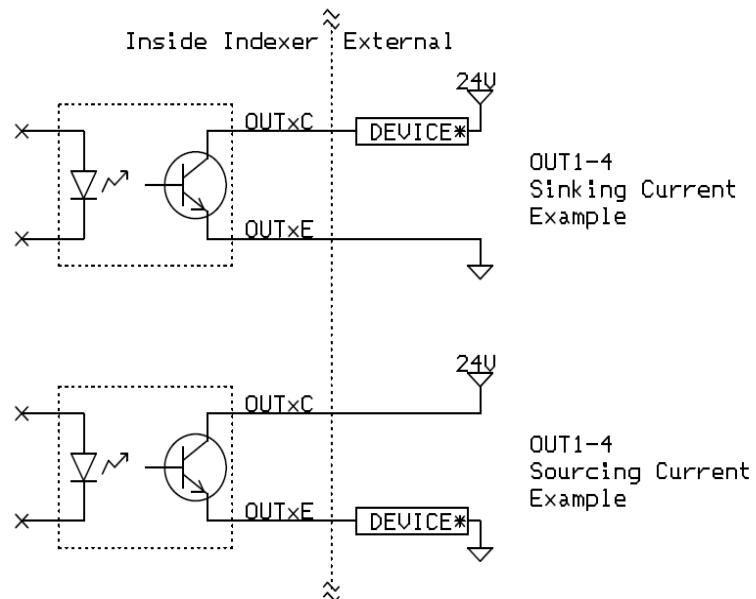 Inside Indexer External
24V
OUTxC
DEVICE*
OUT1-4
Sinking Current
Example
OUTxE
24V
OUTxC
OUT1-4
Sourcing Current
Example
OUTxE
DEVICE*